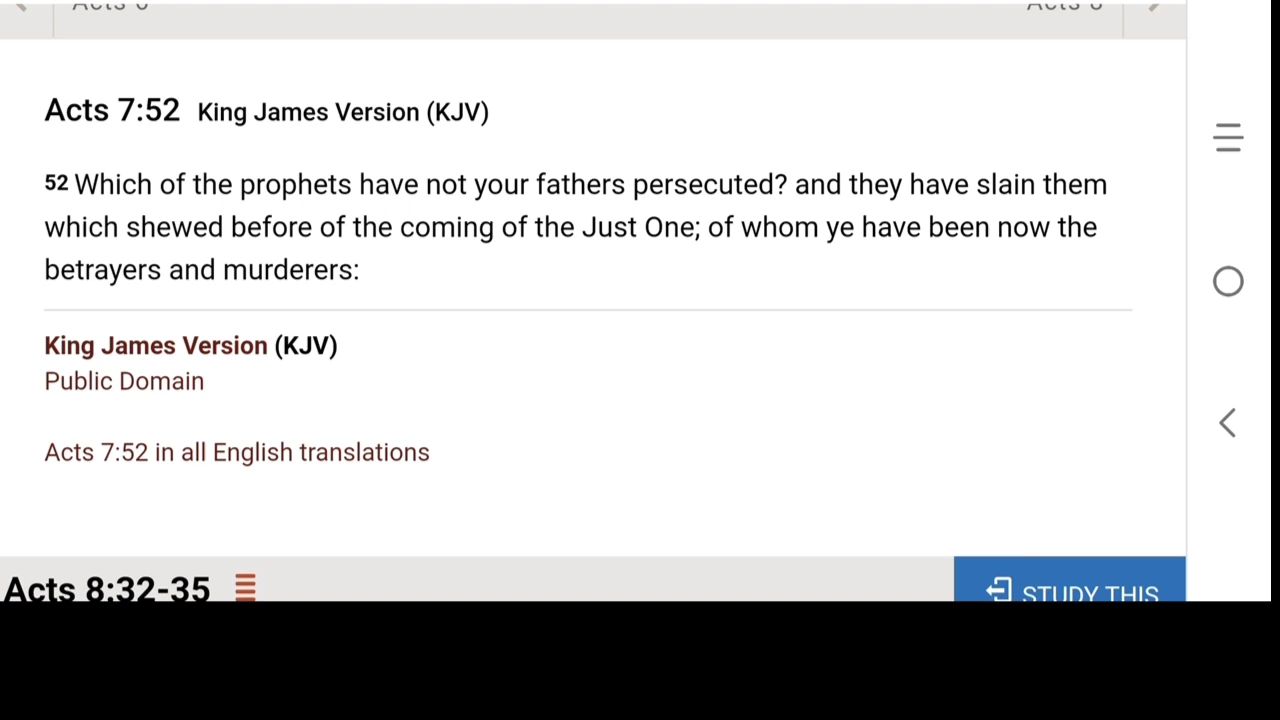 Acts 7:52 King James Version (KJV)
52 Which of the prophets have not your fathers persecuted? and they have slain them
which shewed before of the coming of the Just One; of whom ye have been now the
betrayers and murderers:
King James Version (KJV)
Public Domain
Acts 7:52 in all English translations
Acts 8:32-35
STUDY THIS